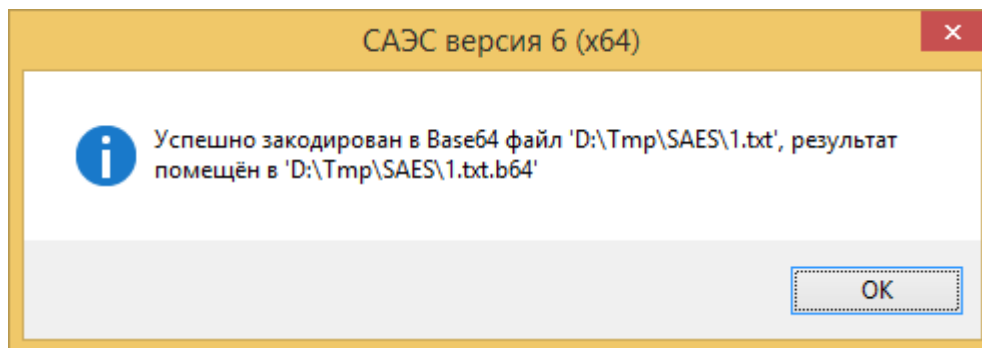 САЭС версия 6 (x64)
Успешно закодирован в Base64 файл 'D:\Tmp\SAES\1.txt', результат
помещён в 'D:\Tmp\SAES\1.txt.b64'
OK